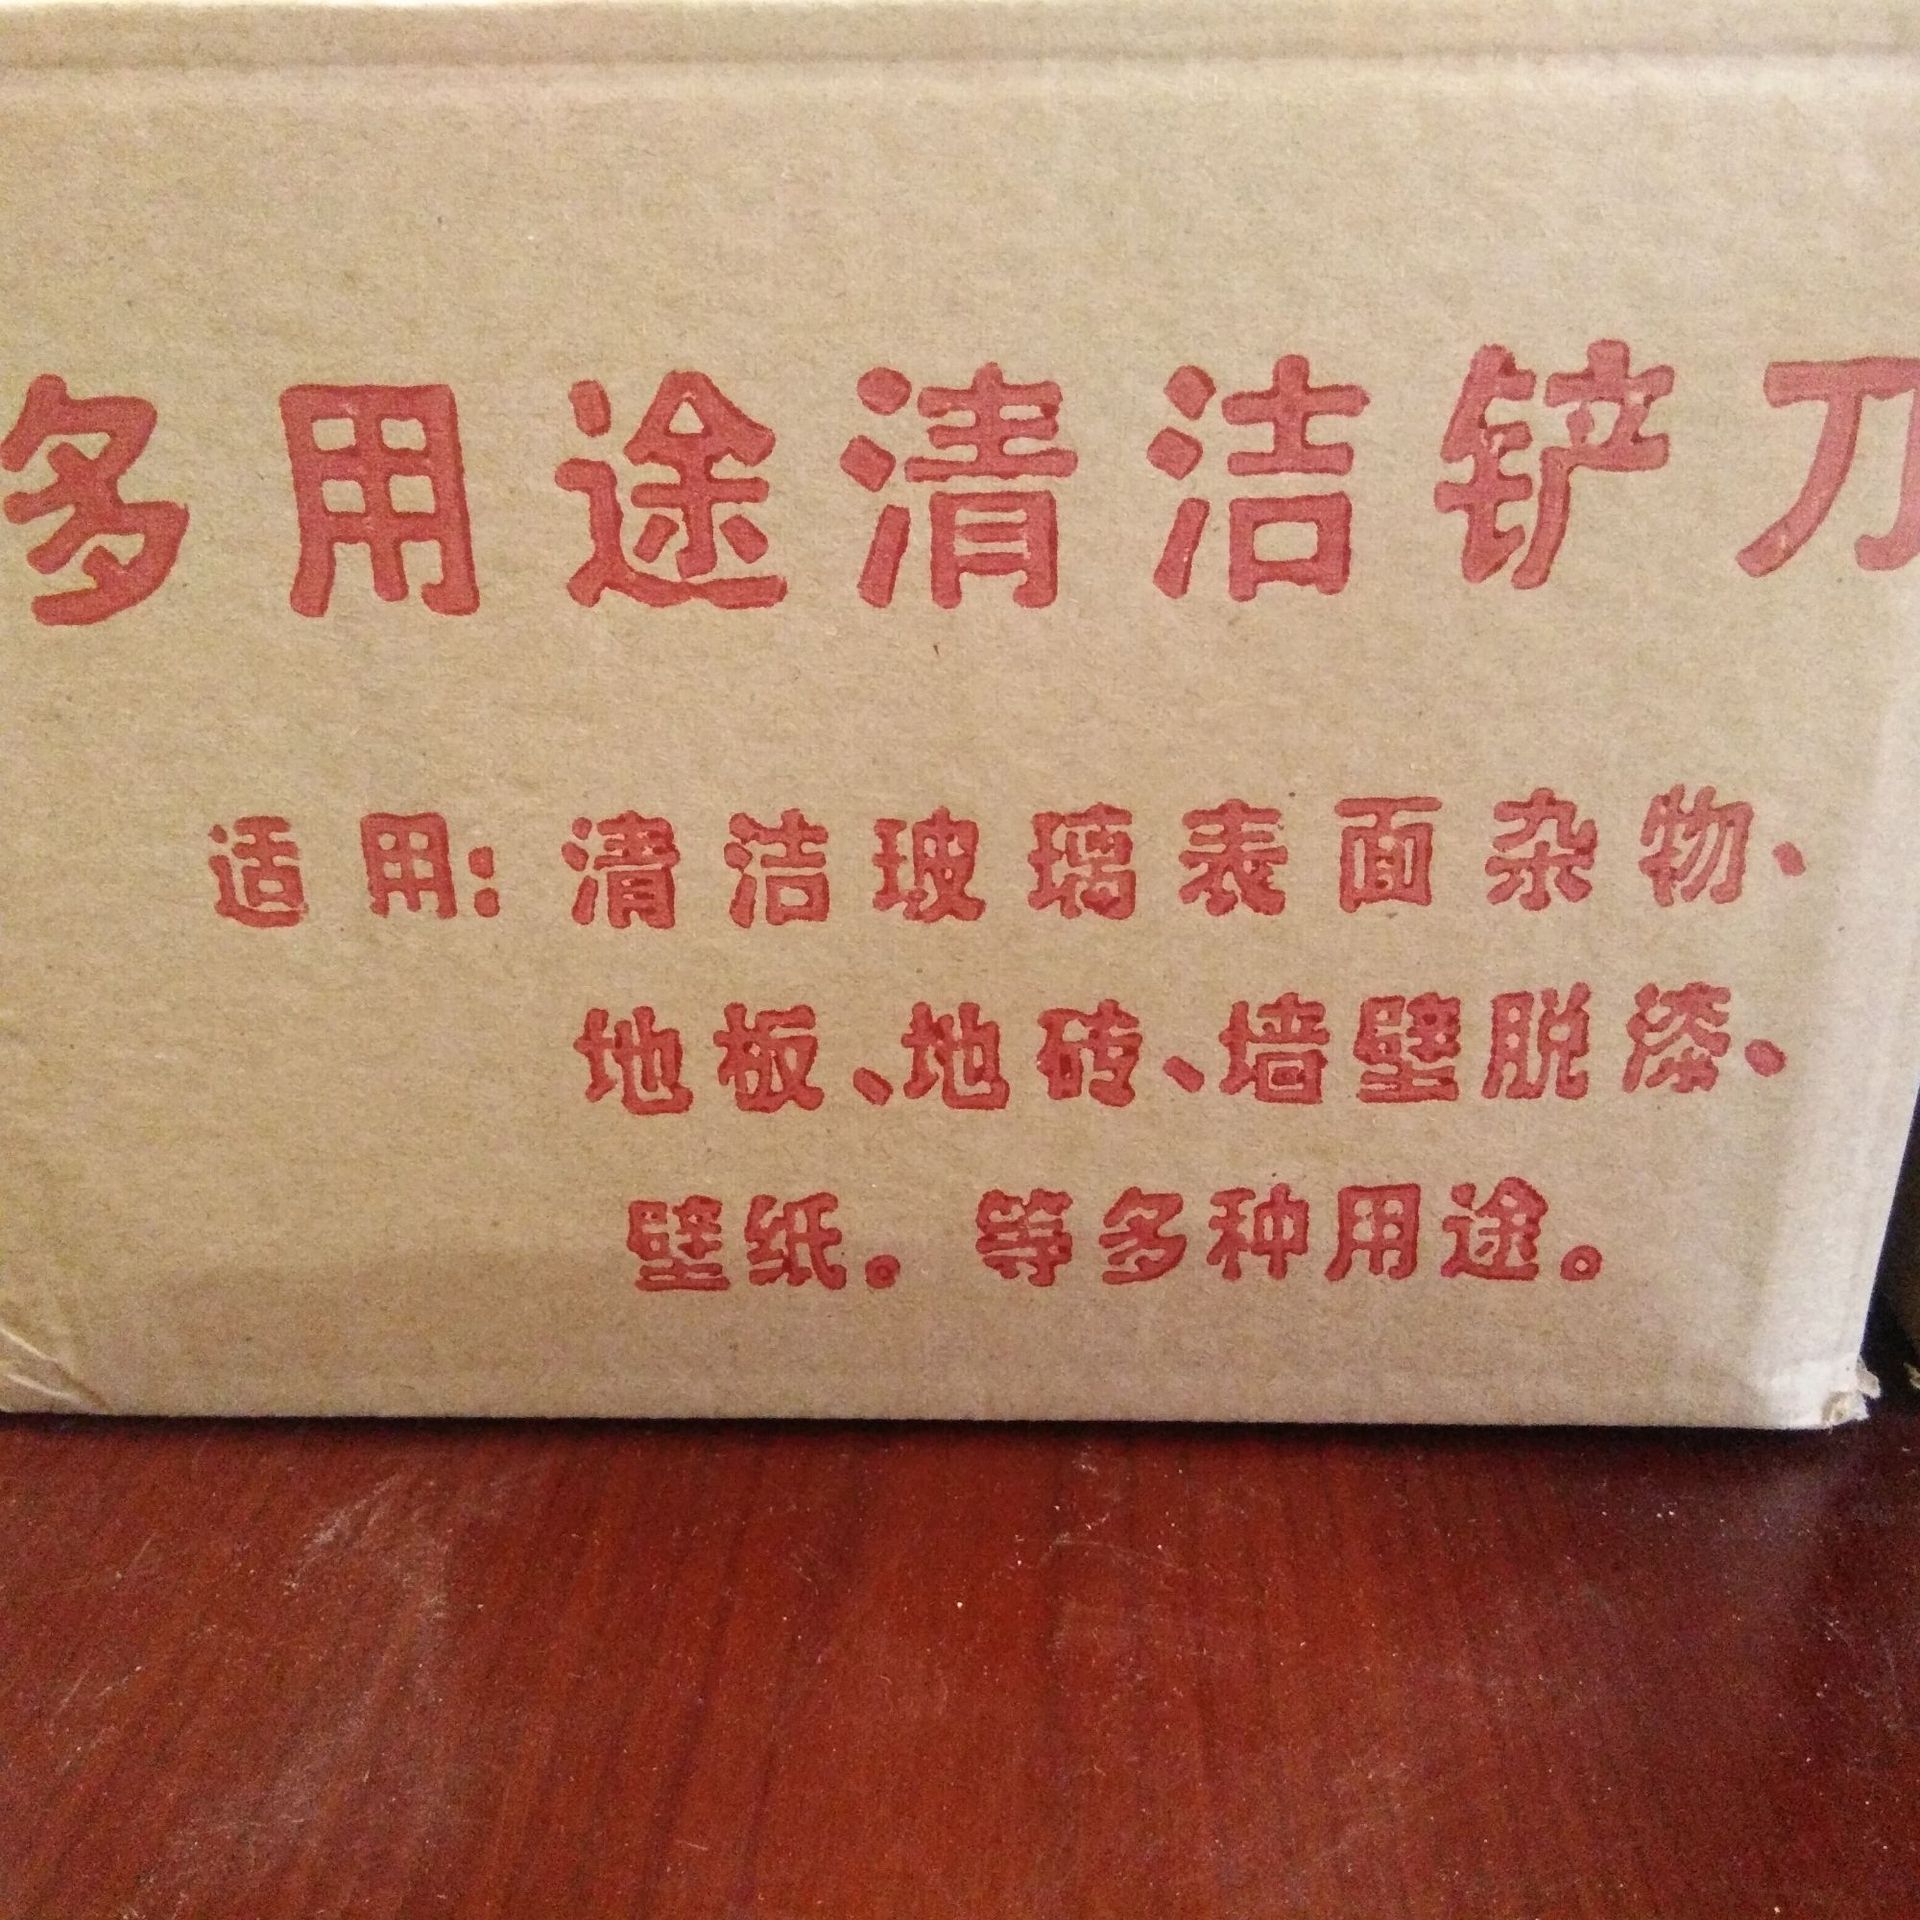 多用途清洁铲刀
适用:清洁玻璃表面杂物、
地板、地砖、墙壁脱漆、
壁纸。等多种用途。